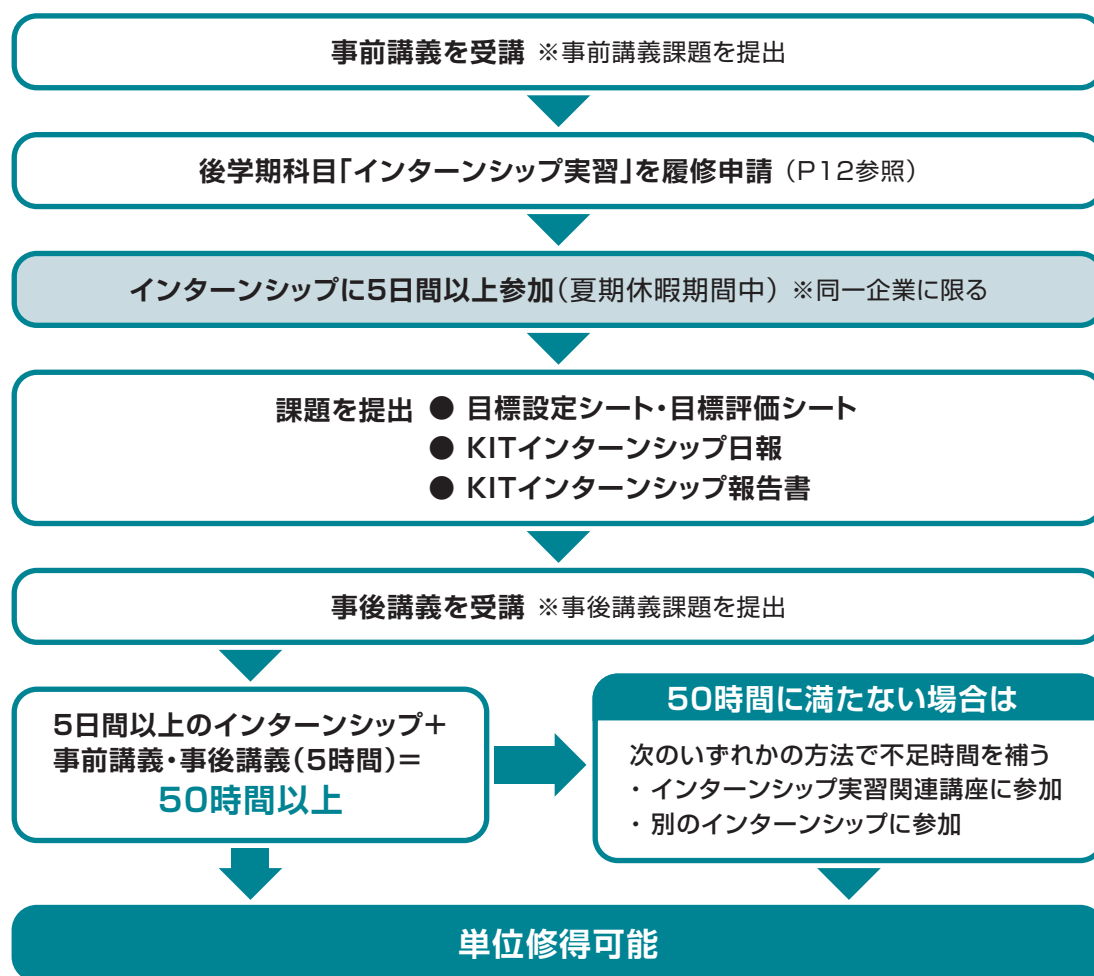 事前講義を受講 ※事前講義課題を提出
後学期科目「インターンシップ実習」を履修申請（P12参照）
インターンシップに5日間以上参加（夏期休暇期間中）※同一企業に限る
課題を提出 ● 目標設定シート・目標評価シート
● KITインターンシップ日報
● KITインターンシップ報告書
事後講義を受講 ※事後講義課題を提出
5日間以上のインターンシップ＋
事前講義・事後講義（5時間）＝
50時間以上
50時間に満たない場合は
次のいずれかの方法で不足時間を補う
・インターンシップ実習関連講座に参加
・別のインターンシップに参加
単位修得可能